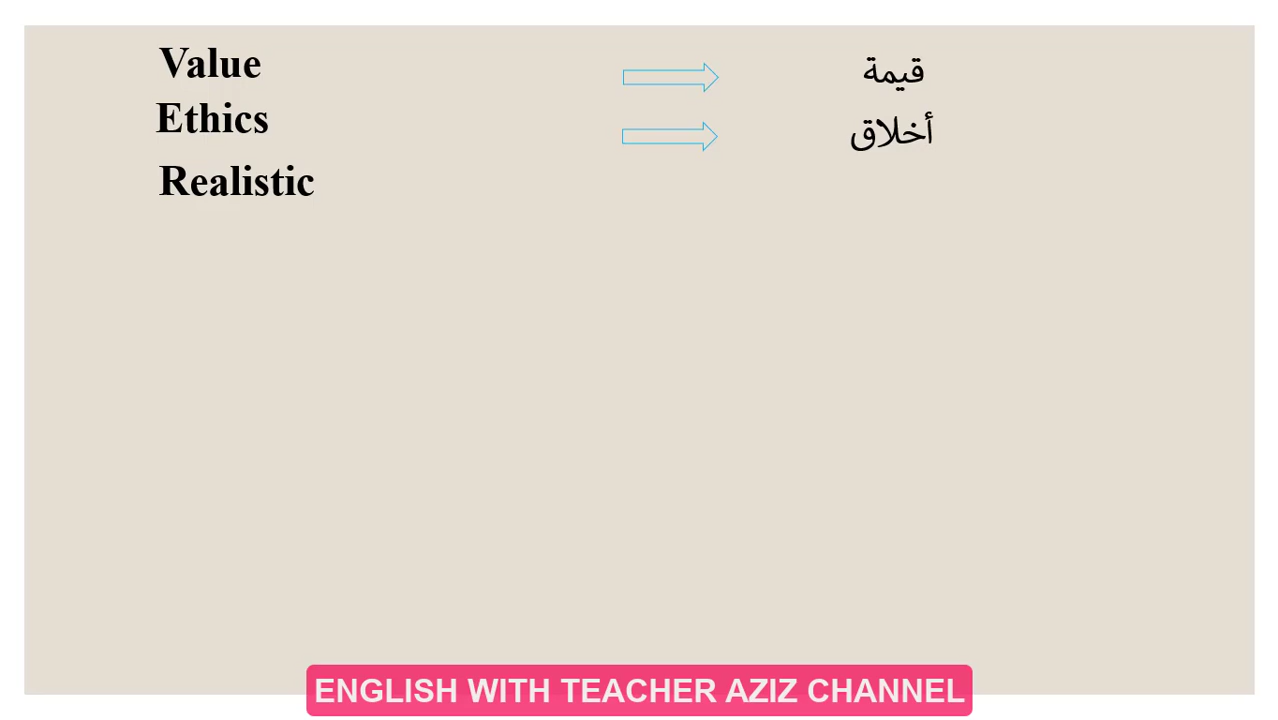 Value قيمة
Ethics أخلاق
Realistic
ENGLISH WITH TEACHER AZIZ CHANNEL